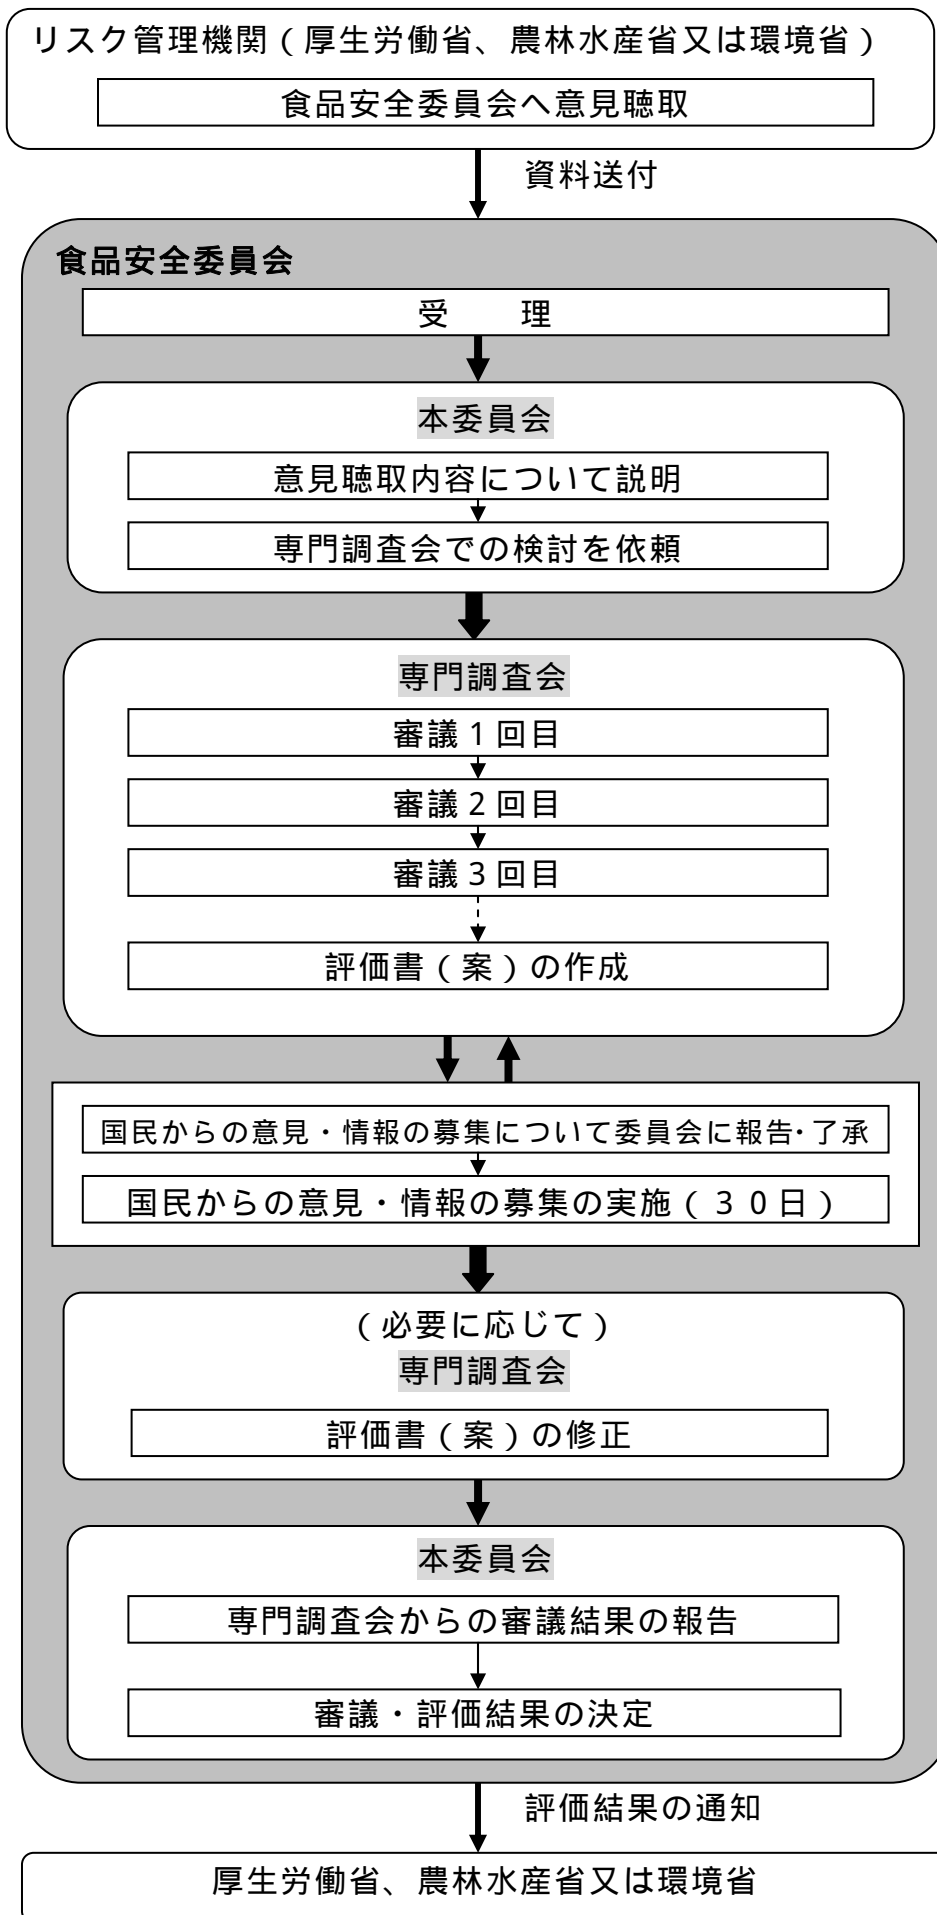 リスク管理機関(厚生労働省、農林水産省又は環境省)
食品安全委員会へ意見聴取
資料送付
食品安全委員会
受　　理
本委員会
意見聴取内容について説明
専門調査会での検討を依頼
専門調査会
審議1回目
審議2回目
審議3回目
評価書(案)の作成
国民からの意見・情報の募集について委員会に報告・了承
国民からの意見・情報の募集の実施(30日)
(必要に応じて)
専門調査会
評価書(案)の修正
本委員会
専門調査会からの審議結果の報告
審議・評価結果の決定
評価結果の通知
厚生労働省、農林水産省又は環境省